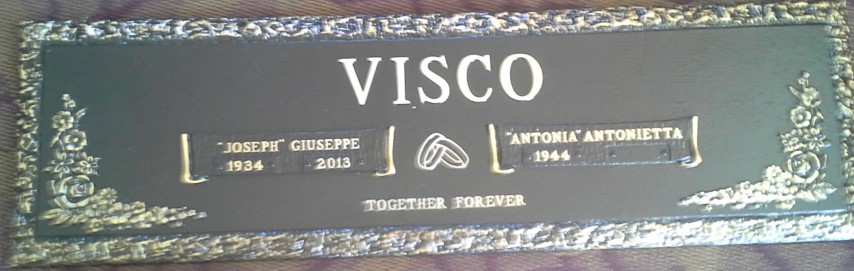 VISCO
"JOSEPH" GIUSEPPE
1934 2013
"ANTONIA" ANTONIETTA
1944
TOGETHER FOREVER